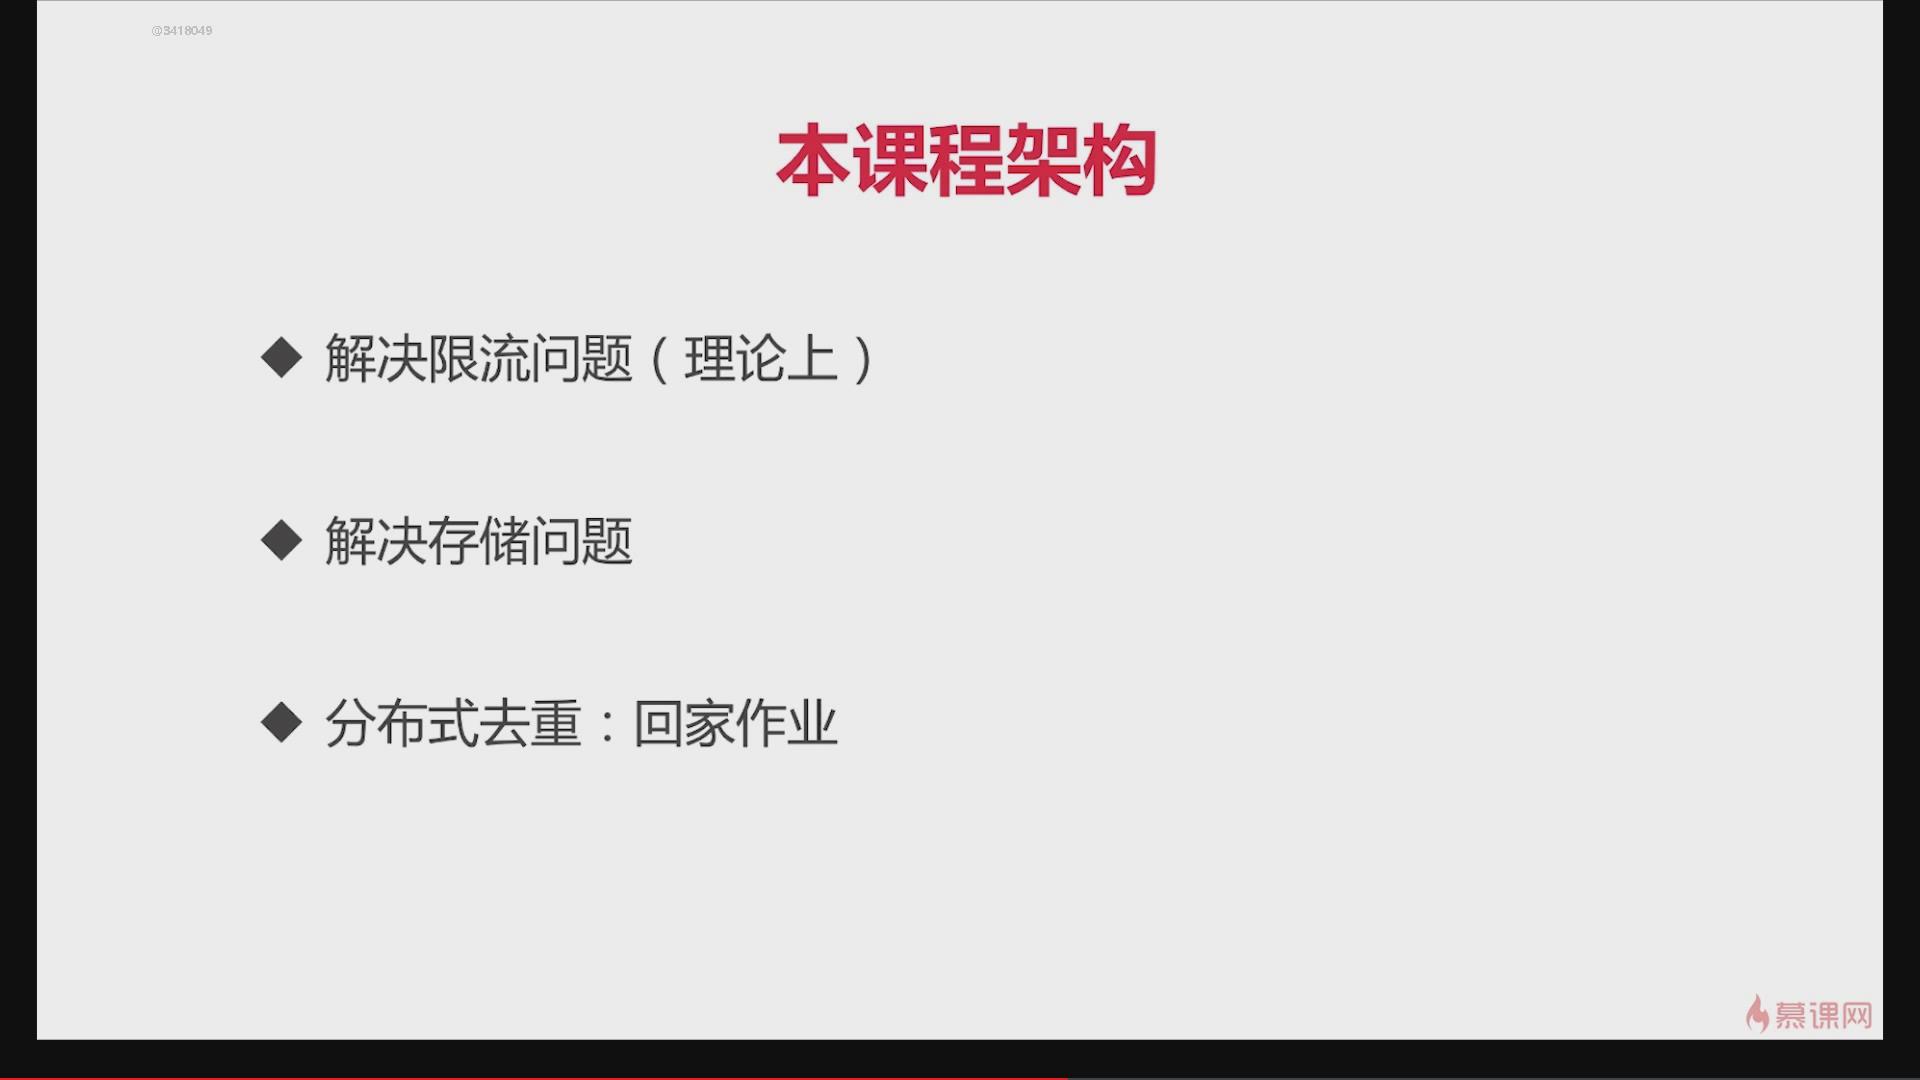 @3418049
本课程架构
◆ 解决限流问题（理论上）
◆ 解决存储问题
◆ 分布式去重：回家作业
慕课网